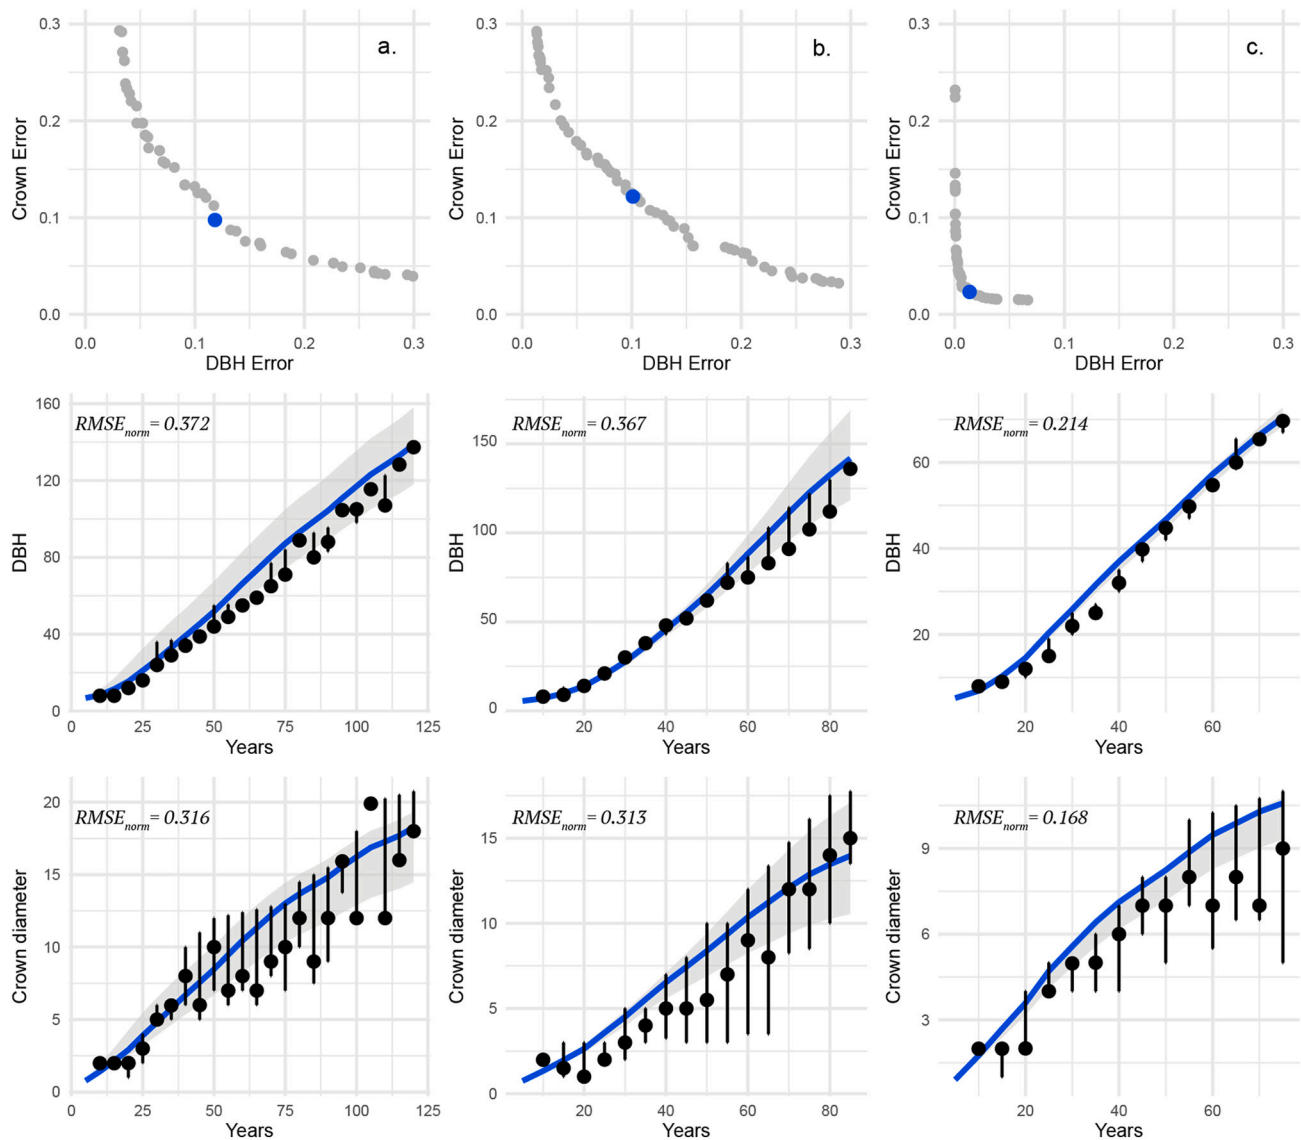 a.
0.3
0.2
0.1
0.0
Crown Error
0.0 0.1 0.2 0.3
DBH Error
b.
0.3
0.2
0.1
0.0
Crown Error
0.0 0.1 0.2 0.3
DBH Error
c.
0.3
0.2
0.1
0.0
Crown Error
0.0 0.1 0.2 0.3
DBH Error
RMSEnorm= 0.372
160
120
80
40
0
DBH
0 25 50 75 100 125
Years
RMSEnorm= 0.367
150
100
50
0
DBH
20 40 60 80
Years
RMSEnorm= 0.214
60
40
20
DBH
20 40 60
Years
RMSEnorm= 0.316
20
15
10
5
0
Crown diameter
0 25 50 75 100 125
Years
RMSEnorm= 0.313
15
10
5
0
Crown diameter
20 40 60 80
Years
RMSEnorm= 0.168
9
6
3
Crown diameter
20 40 60
Years